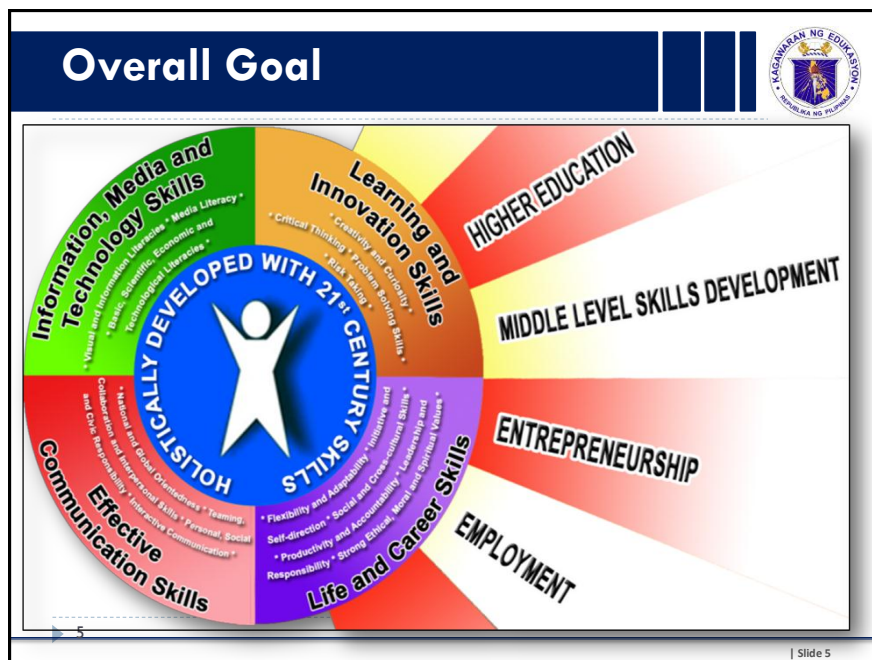 Overall Goal
KAGAWARAN NG EDUKASYON
REPUBLIKA NG PILIPINAS
Information, Media and
Technology Skills
* Visual and Information Literacies * Media Literacy *
* Basic, Scientific, Economic and
Technological Literacies *
Learning and
Innovation Skills
* Creativity and Curiosity *
* Critical Thinking * Problem Solving Skills *
* Risk Taking *
HOLISTICALLY DEVELOPED WITH 21st CENTURY SKILLS
* National and Global Orientedness * Teaming,
Collaboration and Interpersonal Skills * Personal, Social
and Civic Responsibility * Interactive Communication *
Effective
Communication Skills
* Flexibility and Adaptability * Initiative and
Self-direction * Social and Cross-cultural Skills *
* Productivity and Accountability * Leadership and
Responsibility * Strong Ethical, Moral and Spiritual Values *
Life and Career Skills
HIGHER EDUCATION
MIDDLE LEVEL SKILLS DEVELOPMENT
ENTREPRENEURSHIP
EMPLOYMENT
5
| Slide 5